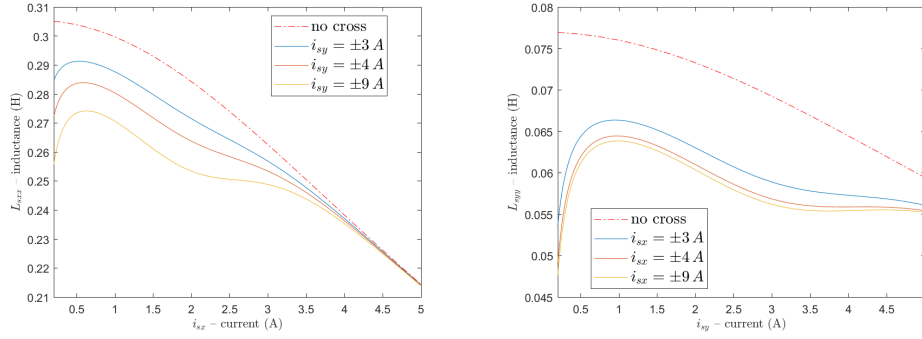 0.31
0.3
0.29
0.28
0.27
0.26
0.25
0.24
0.23
0.22
0.21
L_sxx – inductance (H)
no cross
i_sy = ±3 A
i_sy = ±4 A
i_sy = ±9 A
0.5 1 1.5 2 2.5 3 3.5 4 4.5 5
i_sx – current (A)
0.08
0.075
0.07
0.065
0.06
0.055
0.05
0.045
L_syy – inductance (H)
no cross
i_sx = ±3 A
i_sx = ±4 A
i_sx = ±9 A
0.5 1 1.5 2 2.5 3 3.5 4 4.5
i_sy – current (A)